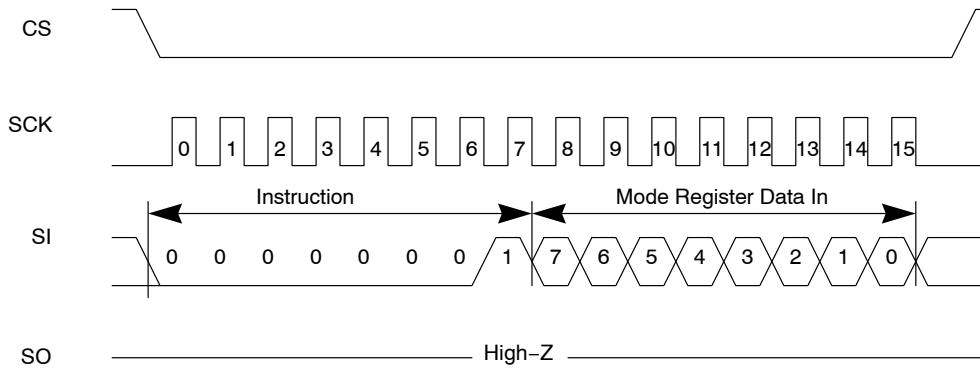 CS
SCK
0 1 2 3 4 5 6 7 8 9 10 11 12 13 14 15
Instruction Mode Register Data In
SI
0 0 0 0 0 0 0 1 7 6 5 4 3 2 1 0
SO High−Z